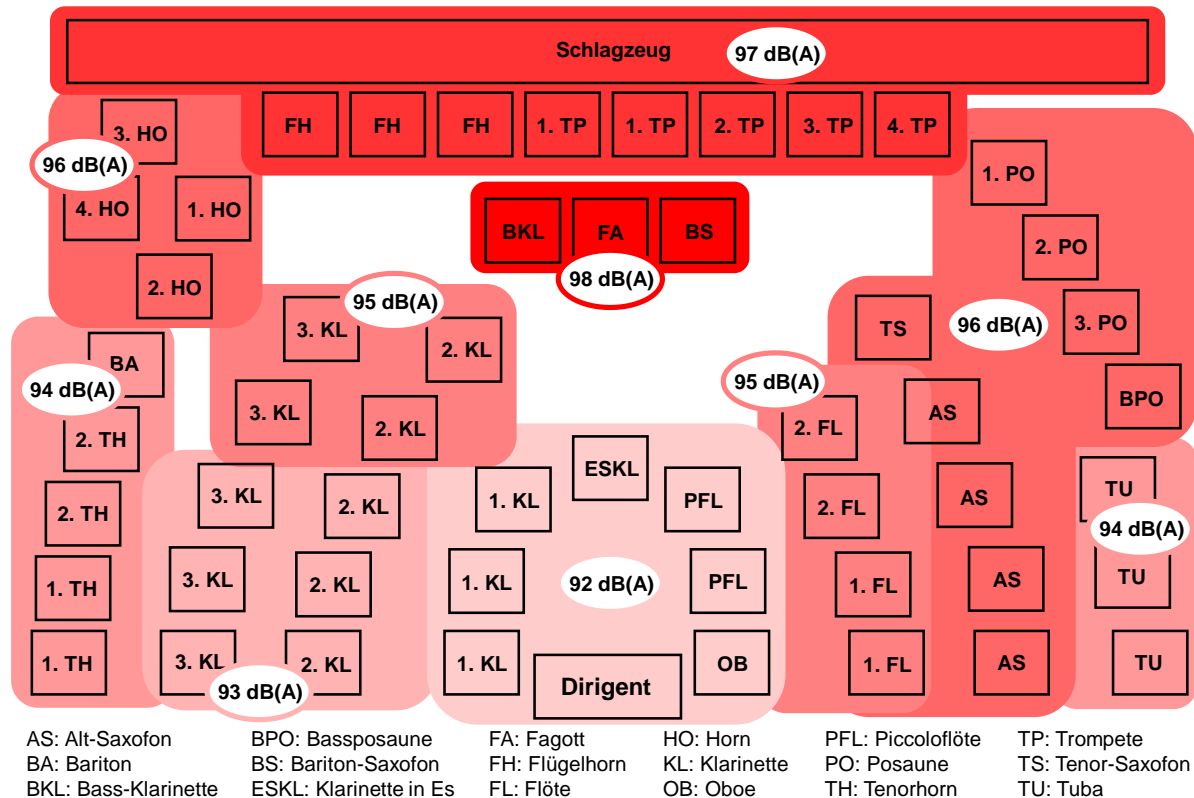 Schlagzeug 97 dB(A)
3. HO FH FH FH 1. TP 1. TP 2. TP 3. TP 4. TP
96 dB(A) 1. PO
4. HO 1. HO BKL FA BS
2. PO
2. HO 98 dB(A)
95 dB(A)
3. KL 2. KL TS 96 dB(A) 3. PO
BA
94 dB(A) 95 dB(A)
3. KL AS BPO
2. TH 2. KL 2. FL
ESKL
3. KL 1. KL PFL TU
2. TH 2. KL 2. FL AS
94 dB(A)
1. TH 3. KL 2. KL 1. KL 92 dB(A) PFL 1. FL AS TU
1. TH 3. KL 2. KL 1. KL OB 1. FL AS TU
93 dB(A) Dirigent
AS: Alt-Saxofon BPO: Bassposaune FA: Fagott HO: Horn PFL: Piccoloflöte TP: Trompete
BA: Bariton BS: Bariton-Saxofon FH: Flügelhorn KL: Klarinette PO: Posaune TS: Tenor-Saxofon
BKL: Bass-Klarinette ESKL: Klarinette in Es FL: Flöte OB: Oboe TH: Tenorhorn TU: Tuba